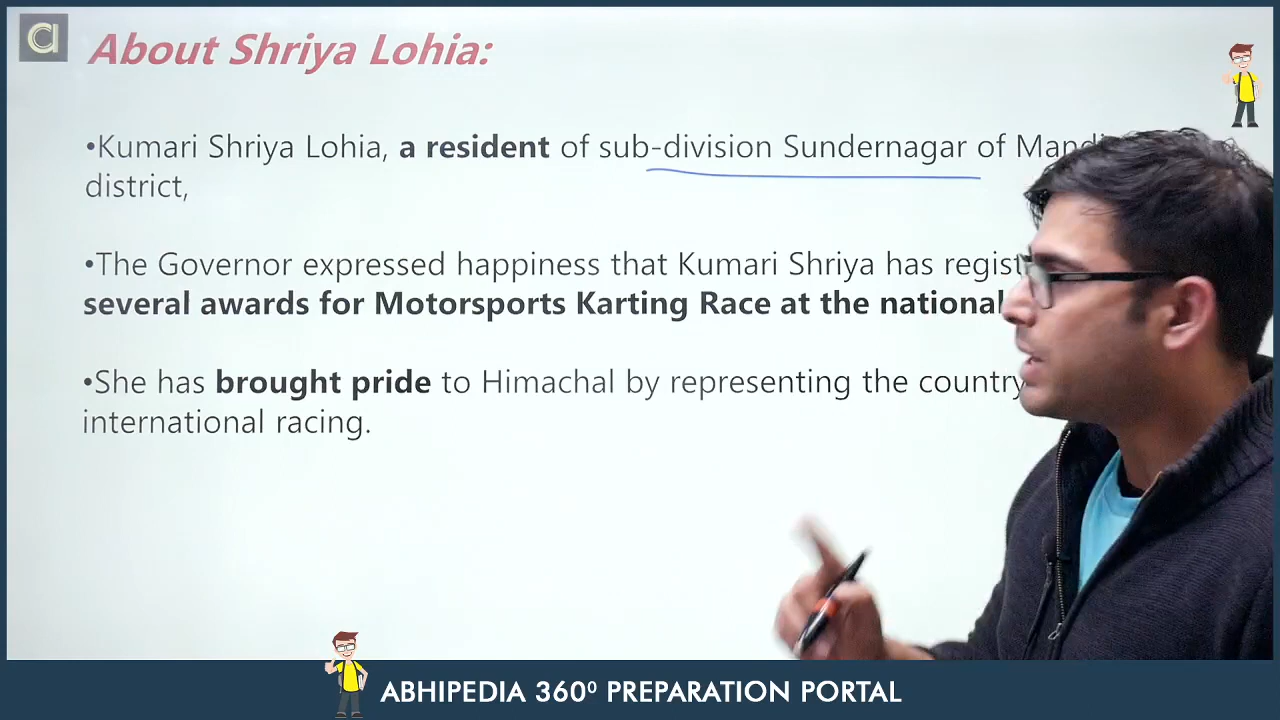 About Shriya Lohia:
•Kumari Shriya Lohia, a resident of sub-division Sundernagar of Mandi
district,
•The Governor expressed happiness that Kumari Shriya has
several awards for Motorsports Karting Race at the national
•She has brought pride to Himachal by representing the country
international racing.
ABHIPEDIA 360⁰ PREPARATION PORTAL